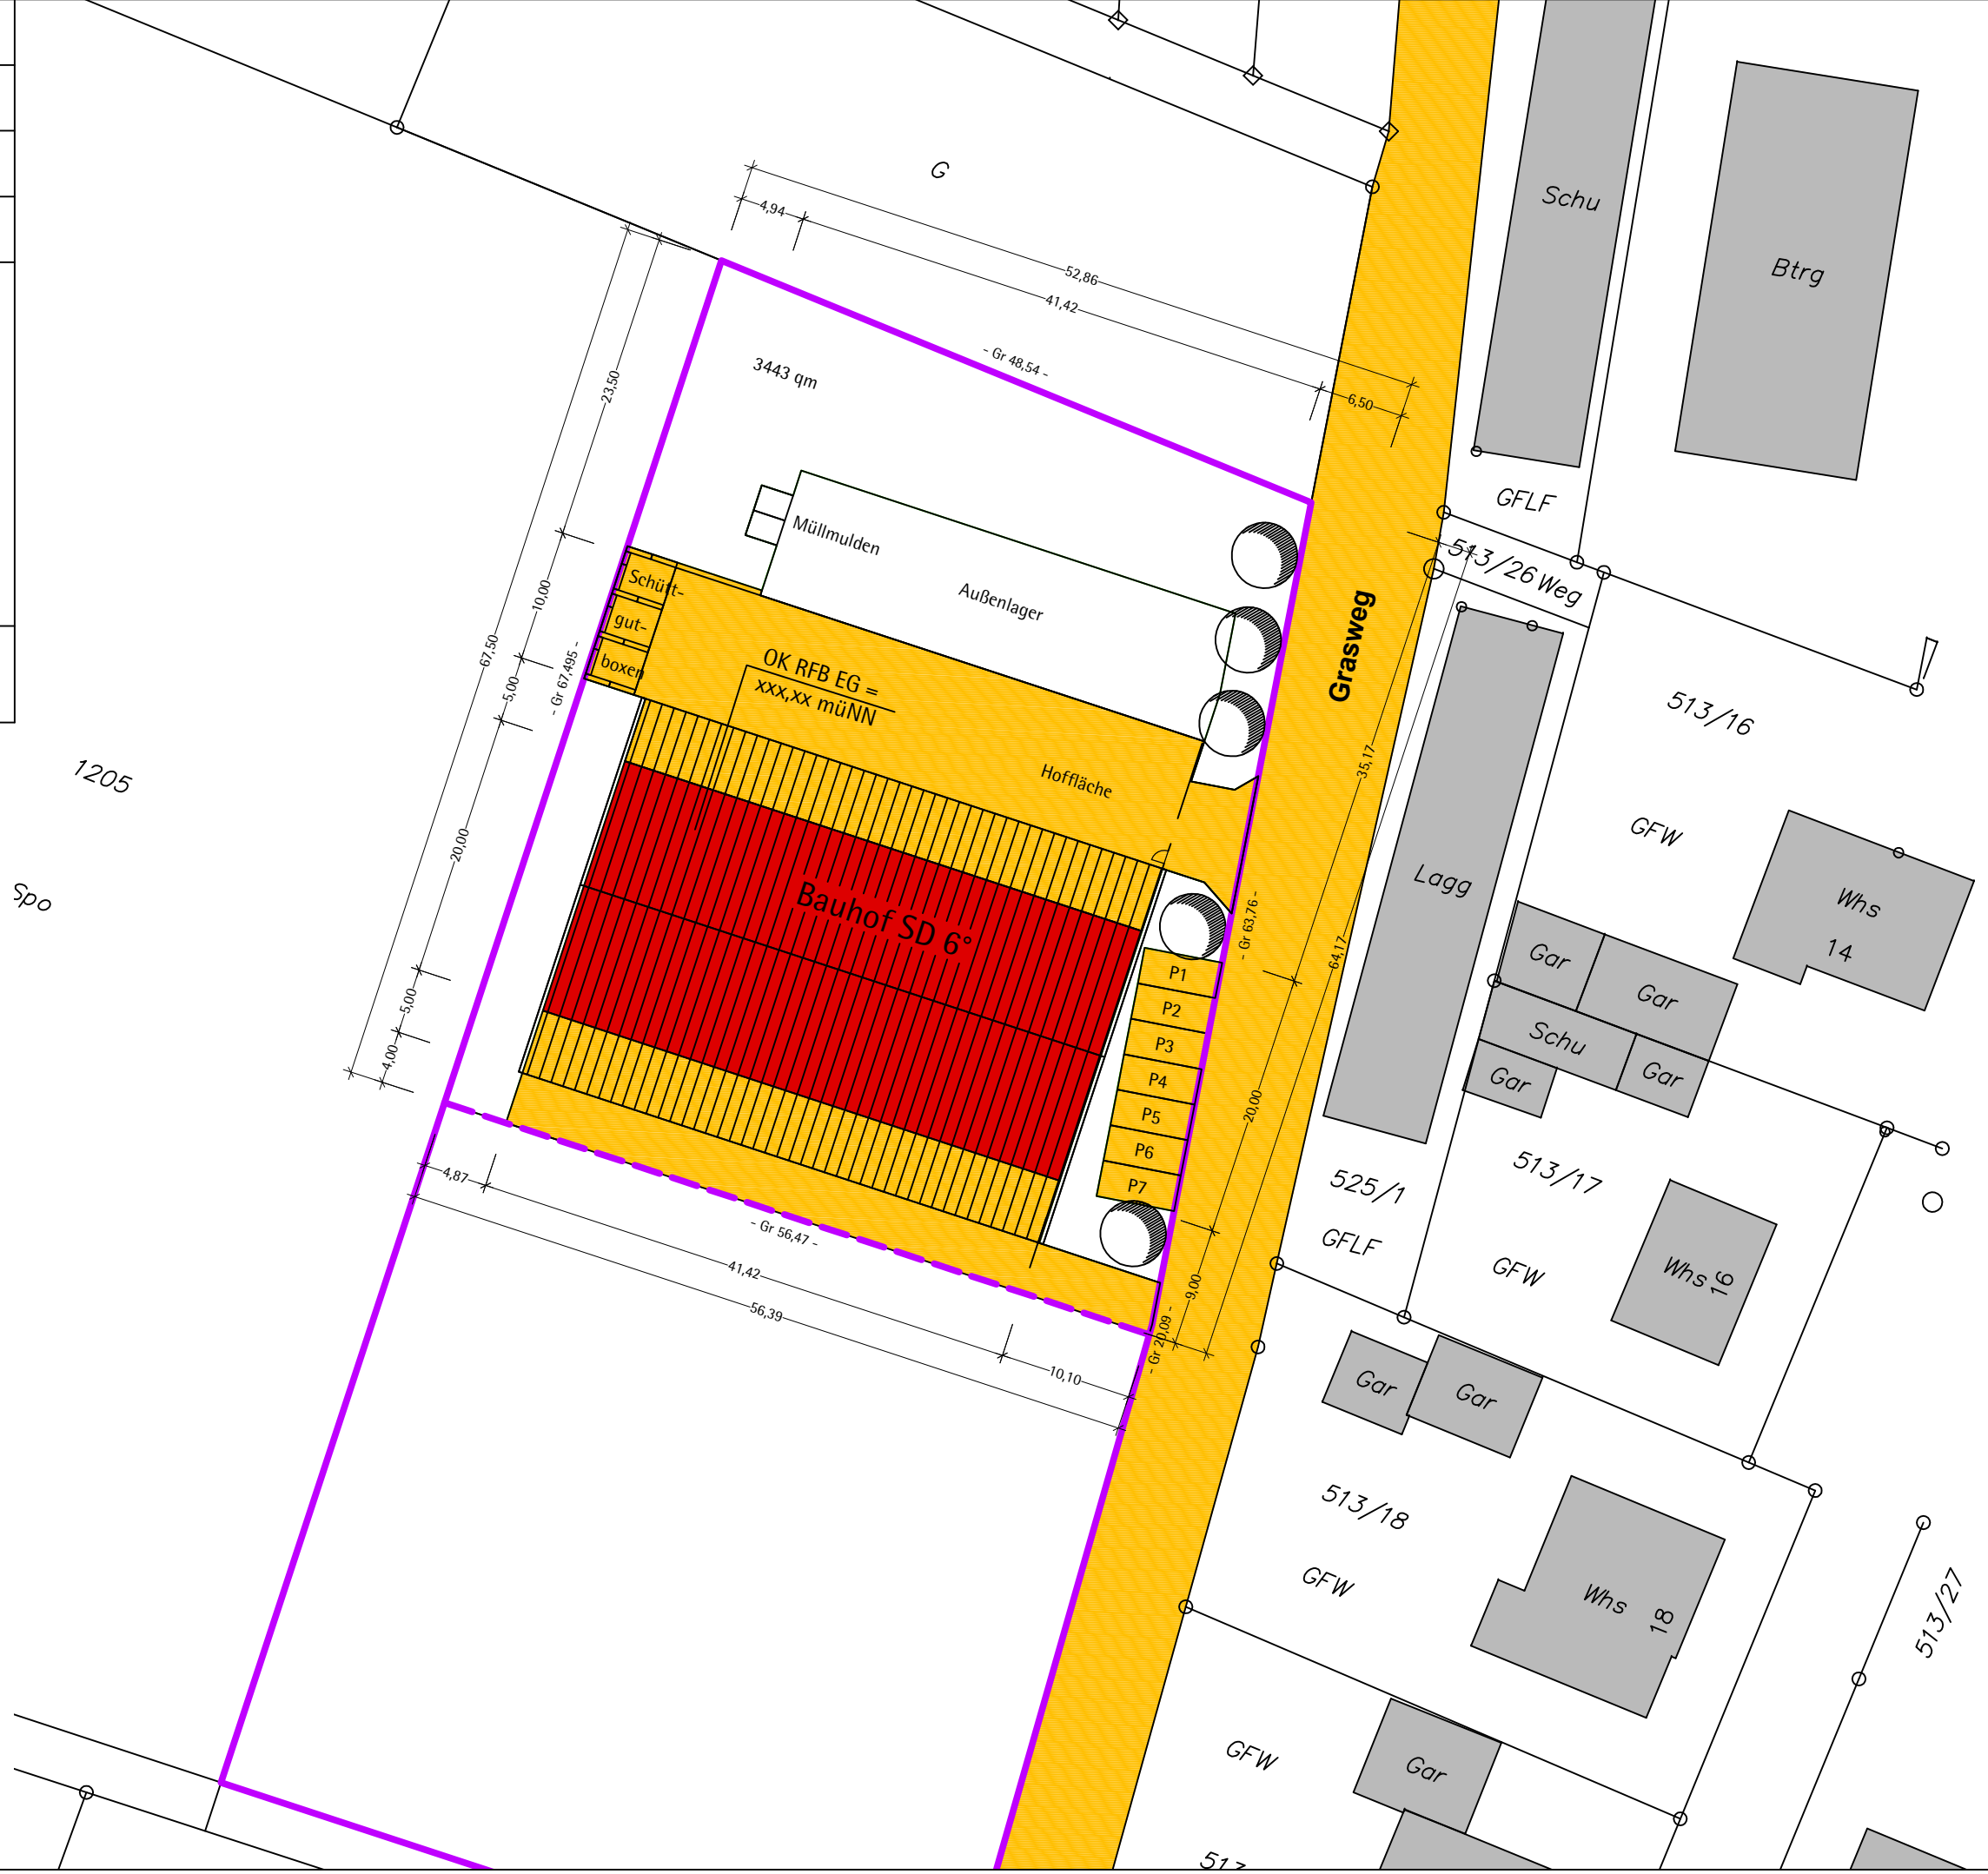 G
Schu
Btrg
4,94
52,86
41,42
6,50
- Gr 48,54 -
3443 qm
23,50
10,00
67,50
5,00
- Gr 67,495 -
20,00
5,00
4,00
Müllmulden
Außenlager
Schütt-
gut-
boxen
OK RFB EG =
xxx,xx müNN
Hoffläche
Bauhof SD 6°
Grasweg
GFLF
513/26 Weg
513/16
GFW
1205
Spo
35,17
64,17
- Gr 63,76 -
20,00
9,00
- Gr 20,09 -
P1
P2
P3
P4
P5
P6
P7
Lagg
Whs
14
Gar
Gar
Schu
Gar
Gar
4,87
- Gr 56,47 -
41,42
56,39
10,10
525/1
GFLF
513/17
GFW
Whs
16
Gar
Gar
513/18
GFW
Whs
18
513/27
GFW
Gar